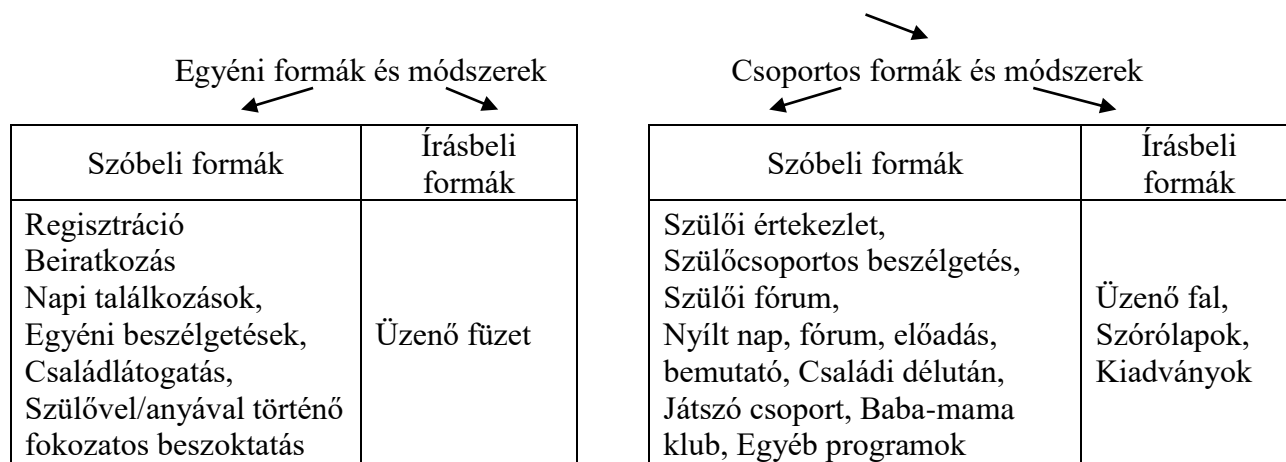 Egyéni formák és módszerek
Csoportos formák és módszerek
Szóbeli formák
Írásbeli
formák
Regisztráció
Beiratkozás
Napi találkozások,
Egyéni beszélgetések,
Családlátogatás,
Szülővel/anyával történő
fokozatos beszoktatás
Üzenő füzet
Szóbeli formák
Írásbeli
formák
Szülői értekezlet,
Szülőcsoportos beszélgetés,
Szülői fórum,
Nyílt nap, fórum, előadás,
bemutató, Családi délután,
Játszó csoport, Baba-mama
klub, Egyéb programok
Üzenő fal,
Szórólapok,
Kiadványok